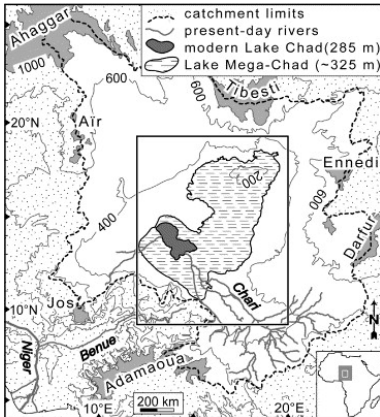 catchment limits
present-day rivers
modern Lake Chad(285 m)
Lake Mega-Chad (~325 m)
Ahaggar
1000
600
600
Tibesti
20°N
Aïr
Ennedi
200
600
400
Darfur
Chari
10°N
Jos
N
Benue
Niger
Adamaoua
10°E
200 km
20°E